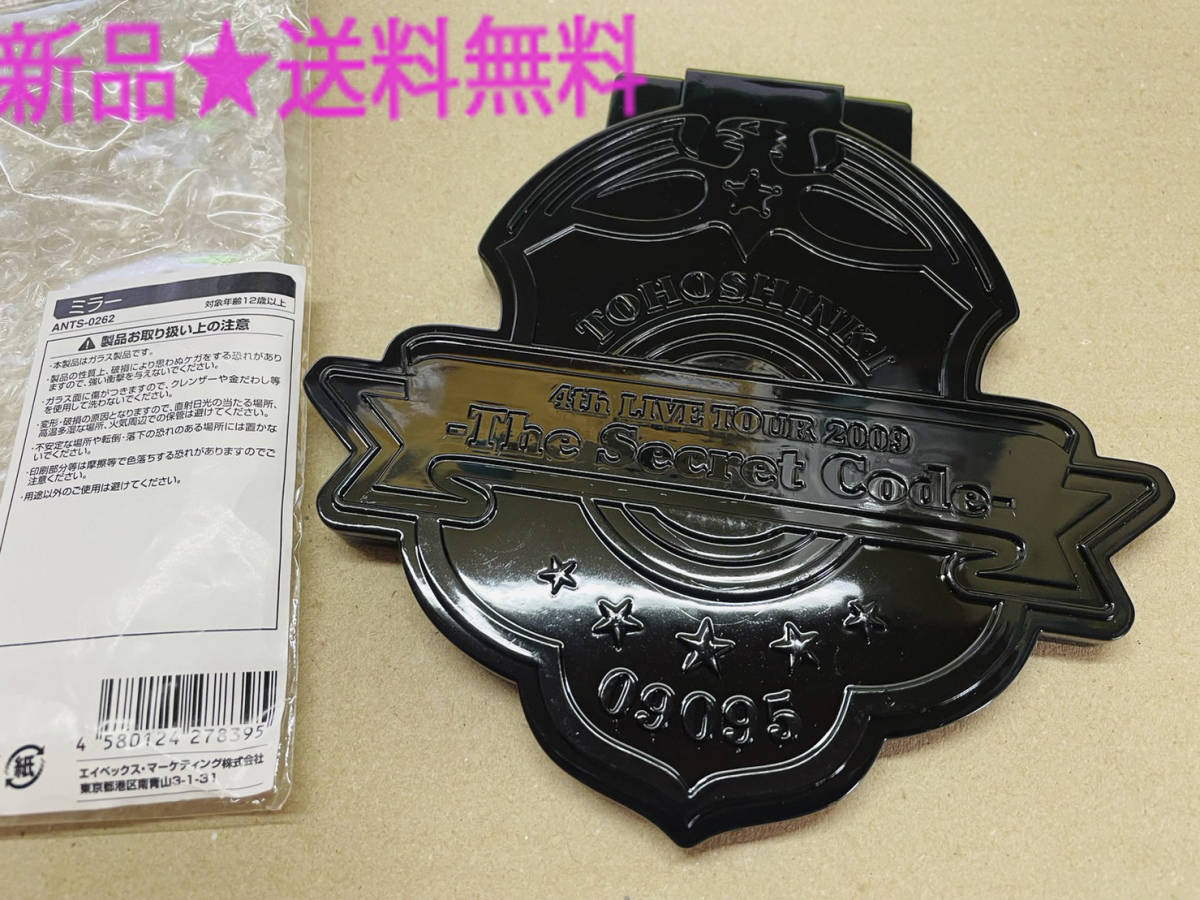 新品★送料無料
ミラー
対象年齢12歳以上
ANTS-0262
製品お取り扱い上の注意
・本製品はガラス製品です。
・製品の性質上、破損により思わぬケガをする恐れがあり
ますので、強い衝撃を与えないでください。
・ガラス面に傷がつきますので、クレンザーや金だわし等
を使用して洗わないでください。
・変形・破損の原因となりますので、直射日光の当たる場所、
高温多湿な場所、火気周辺での保管は避けてください。
・不安定な場所や転倒・落下の恐れのある場所には置かな
いでください。
・印刷部分等は摩擦等で色落ちする恐れがありますのでご
注意ください。
・用途以外のご使用は避けてください。
4 580124 278395
紙
エイベックス・マーケティング株式会社
東京都港区南青山3-1-31
TOHOSHINKI
4th LIVE TOUR 2009
-The Secret Code-
09095